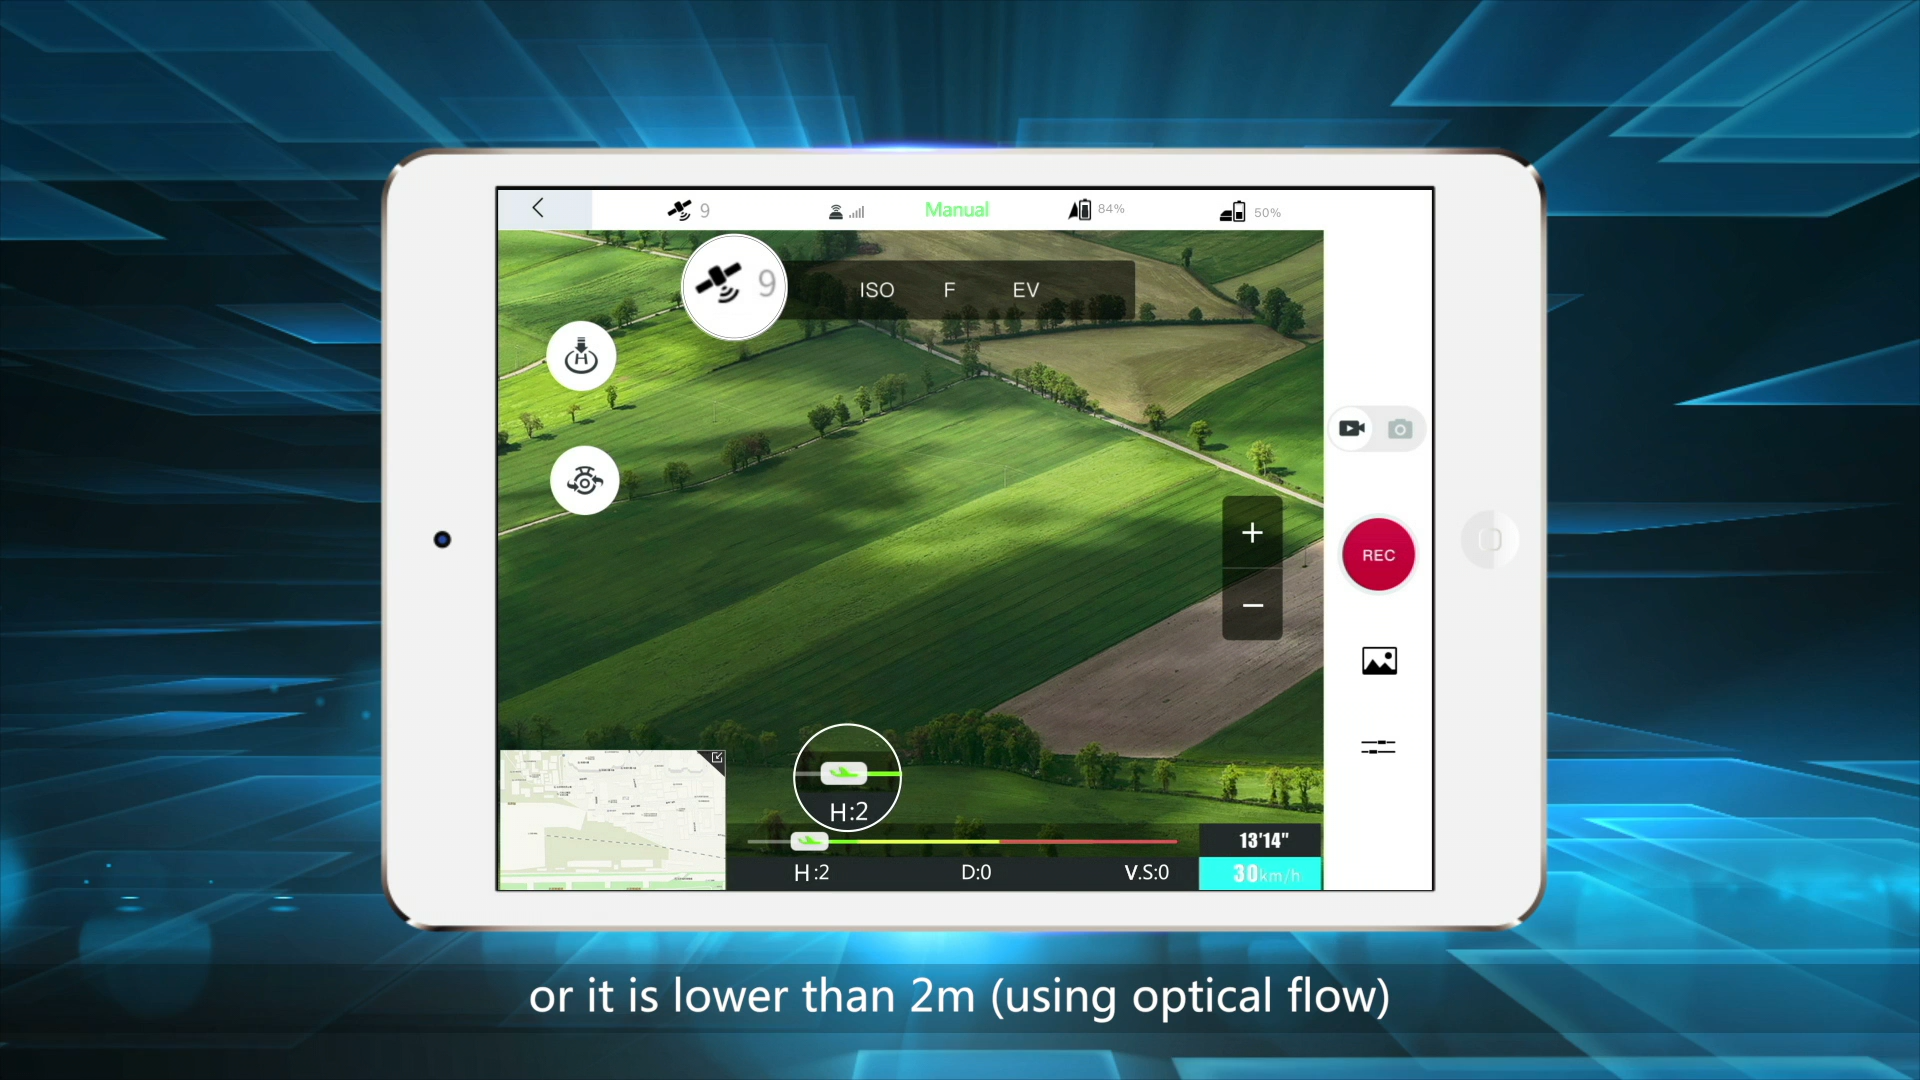 9
Manual
84%
50%
9
ISO F EV
REC
H:2
13'14"
H:2 D:0 V.S:0
30km/h
or it is lower than 2m (using optical flow)